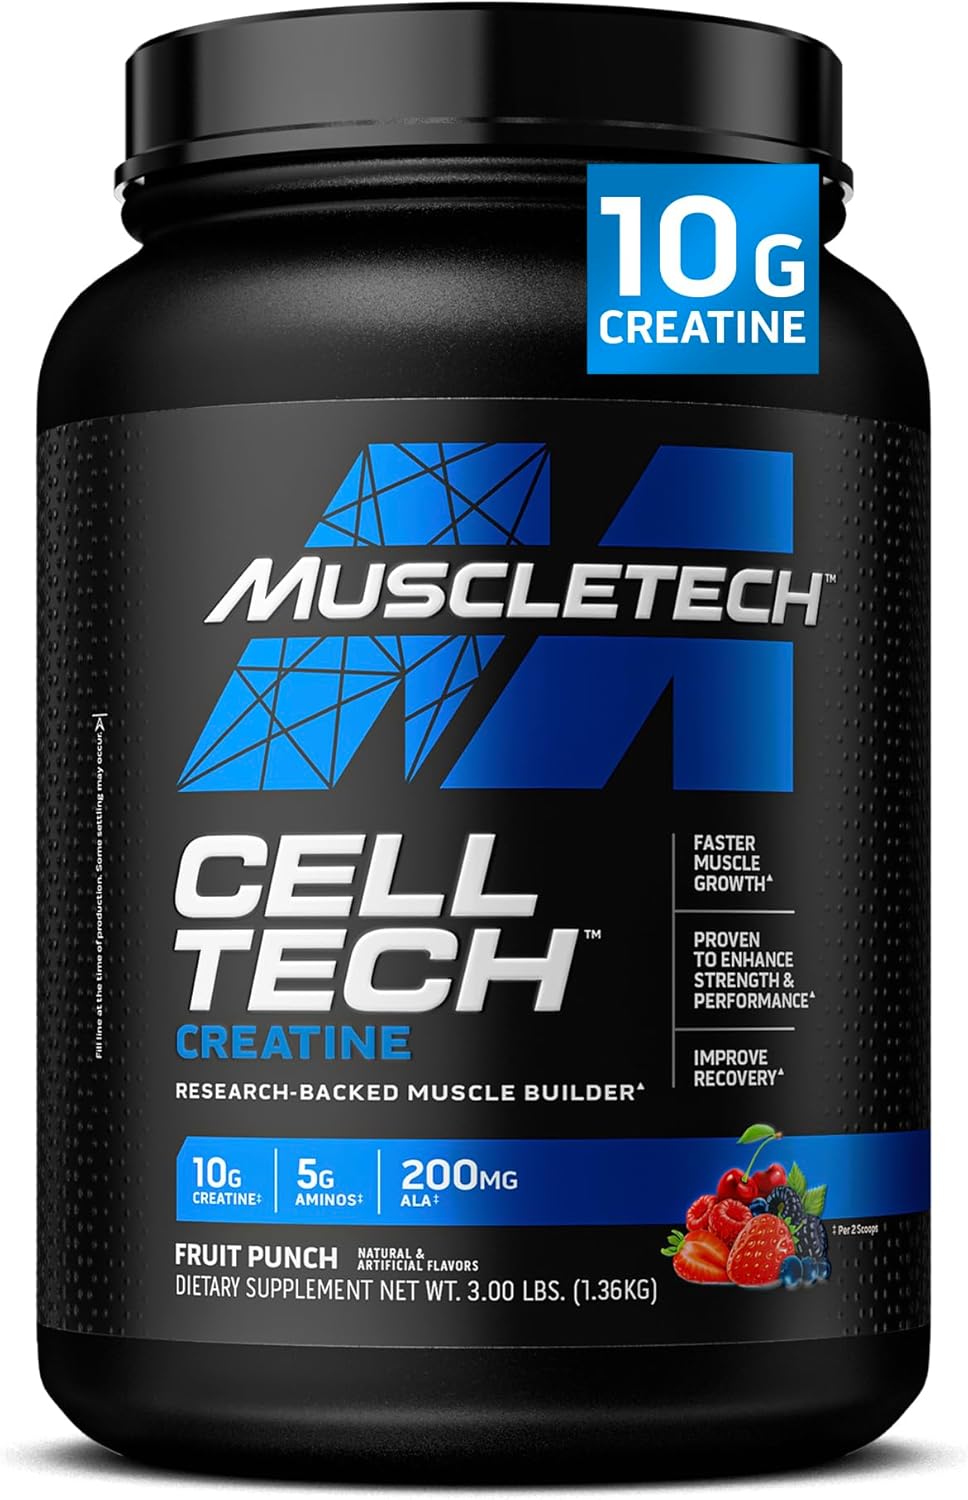 10G
CREATINE
MUSCLETECH™
CELL
TECH™
CREATINE
RESEARCH-BACKED MUSCLE BUILDER▲
FASTER
MUSCLE
GROWTH▲
PROVEN
TO ENHANCE
STRENGTH &
PERFORMANCE▲
IMPROVE
RECOVERY▲
10G
CREATINE‡
5G
AMINOS‡
200MG
ALA‡
‡ Per 2 Scoops
FRUIT PUNCH
NATURAL &
ARTIFICIAL FLAVORS
DIETARY SUPPLEMENT NET WT. 3.00 LBS. (1.36KG)
Fill line at the time of production. Some settling may occur.